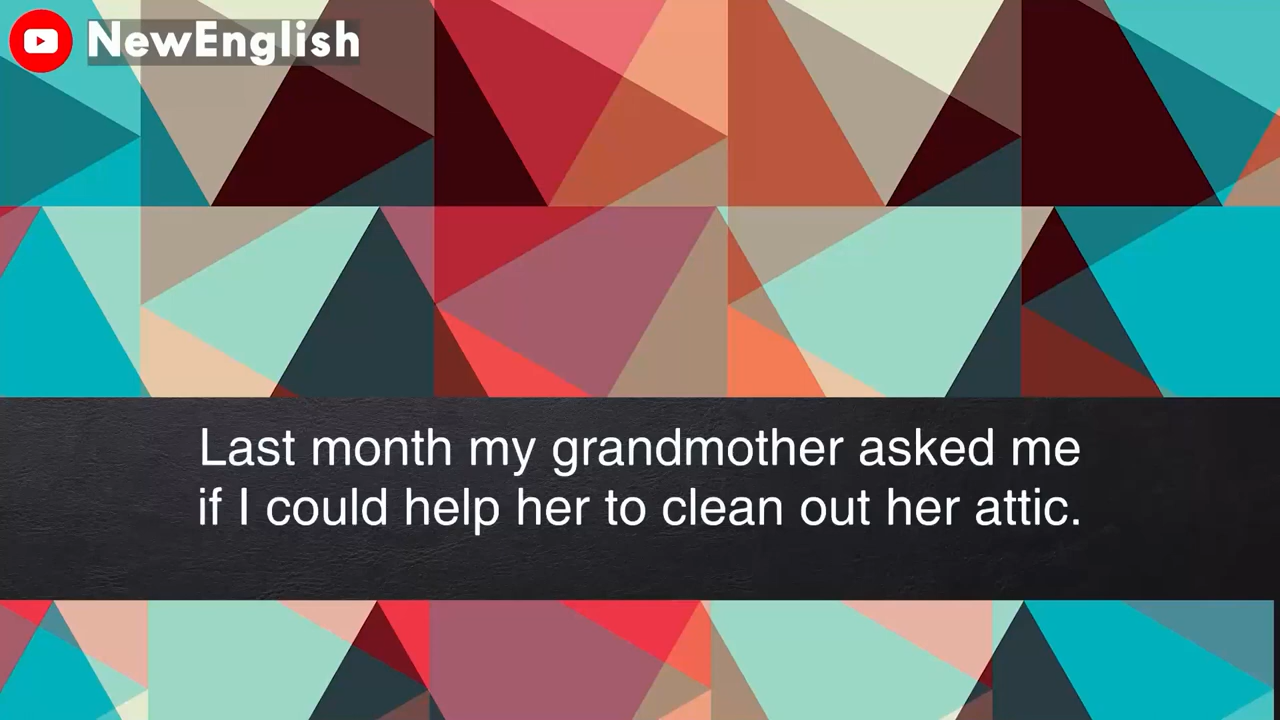 NewEnglish
Last month my grandmother asked me
if I could help her to clean out her attic.